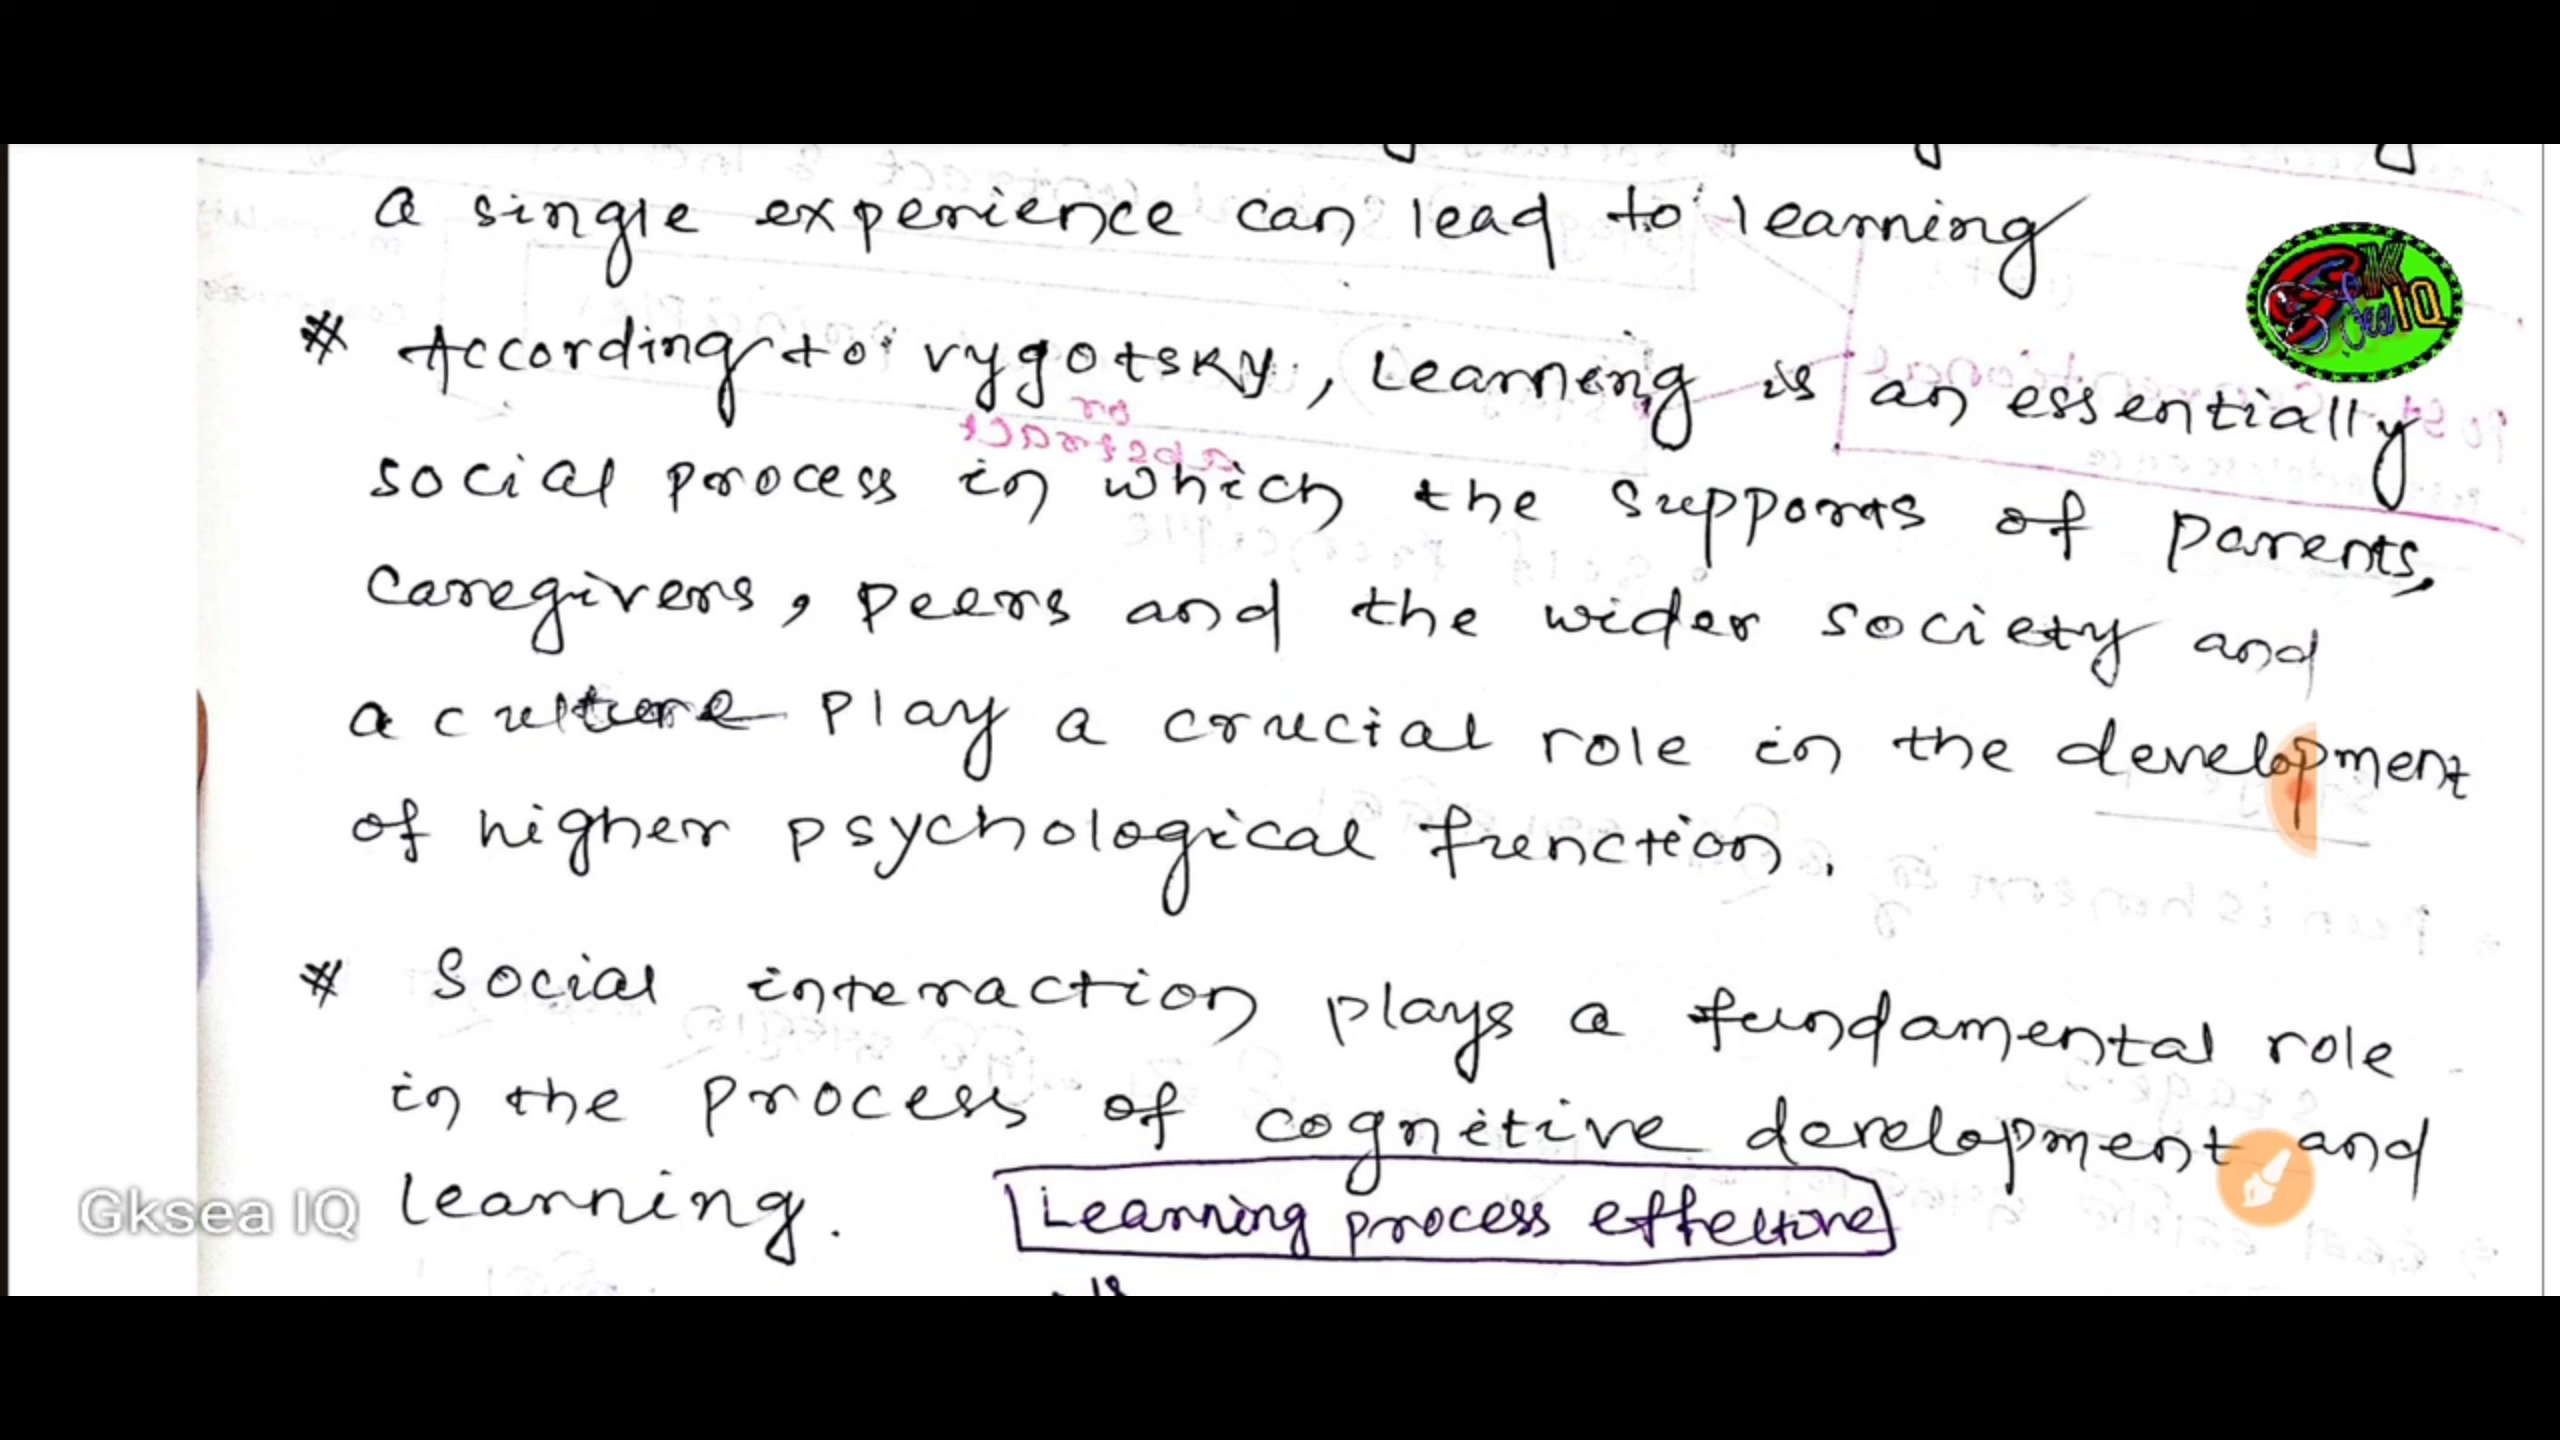 a single experience can lead to learning
* According to vygotsky, Learning is an essentially
social process in which the supports of parents,
caregivers, peers and the wider society and
a culture play a crucial role in the development
of higher psychological function.
* Social interaction plays a fundamental role
in the process of cognitive development and
learning.
Learning process effective
Gksea IQ
GK Sea IQ